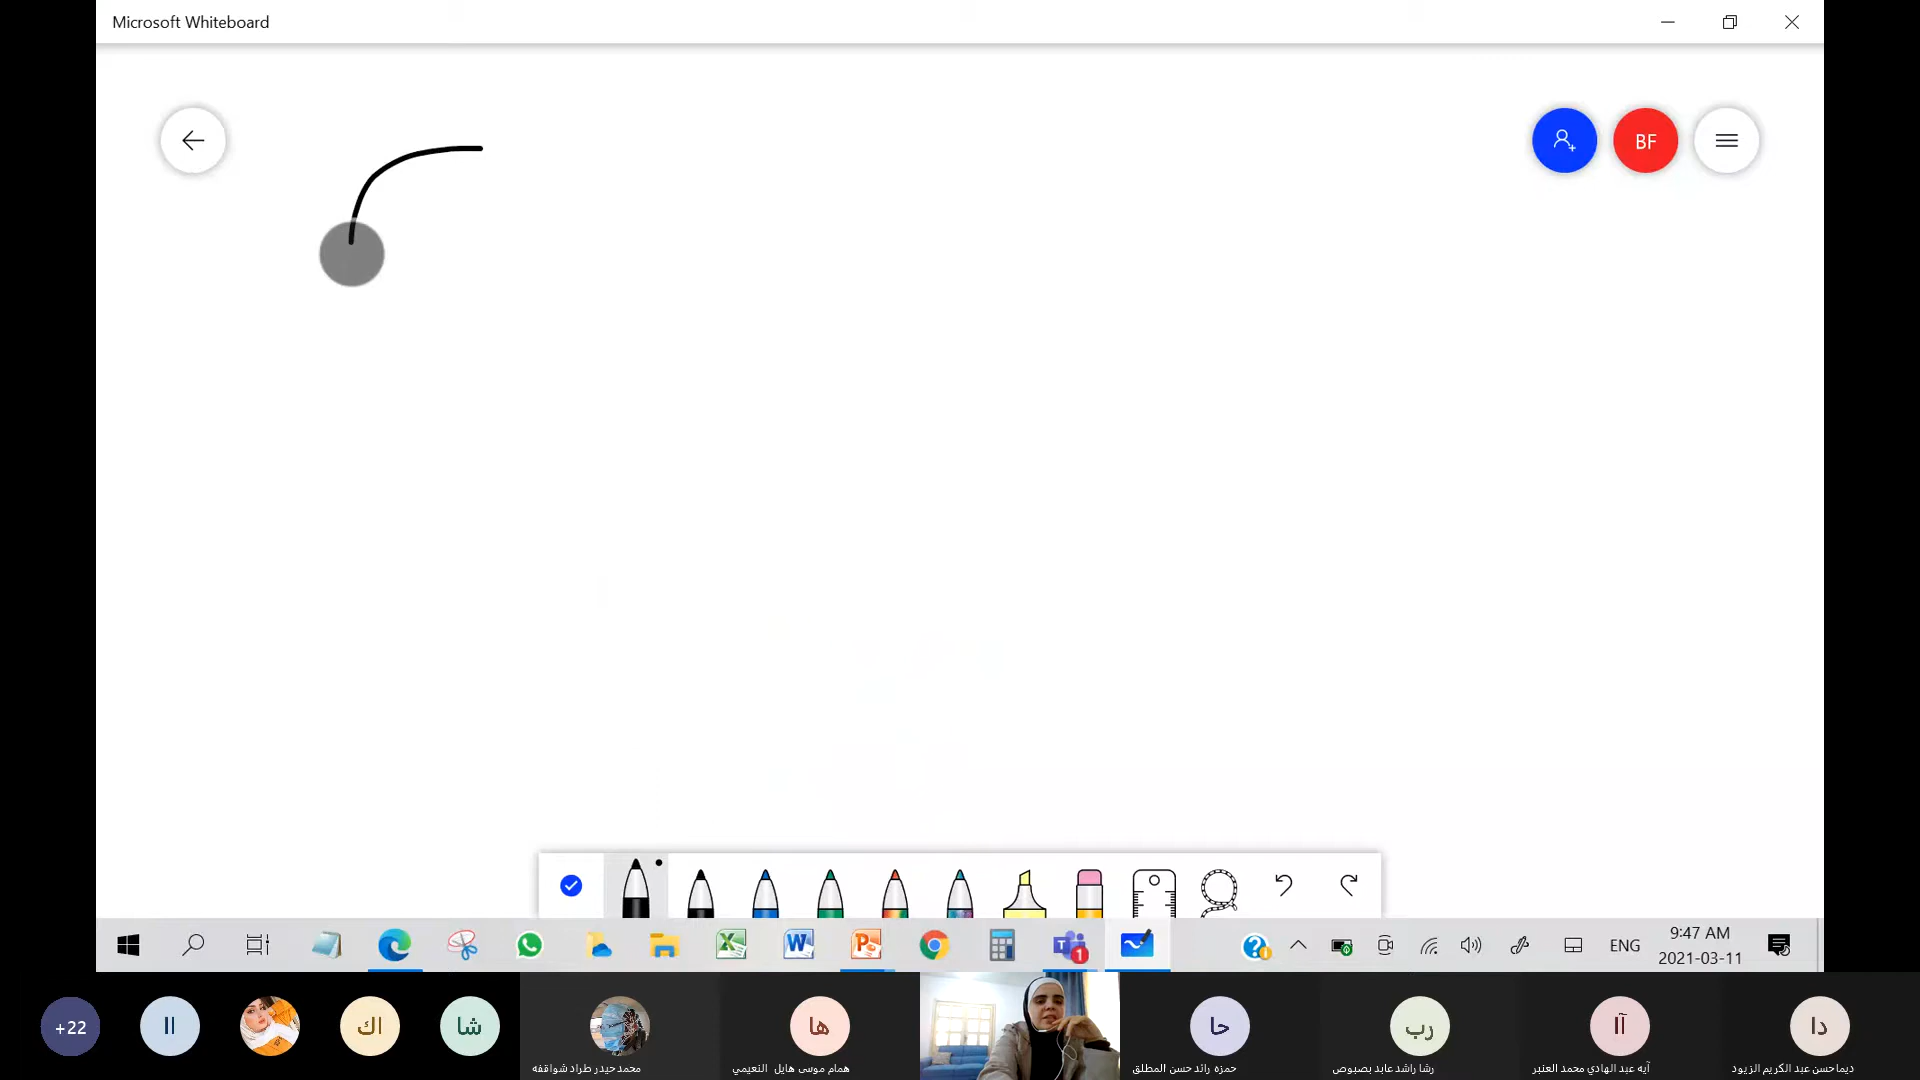 Microsoft Whiteboard
BF
ENG
9:47 AM
2021-03-11
1
+22
اا
اك
شا
ها
حا
رب
آا
دا
محمد حيدر طراد شواقفه
همام موسى هايل النعيمي
حمزه رائد حسن المطلق
رشا راشد عابد بصبوص
آيه عبد الهادي محمد العنبر
ديما حسن عبد الكريم الزيود